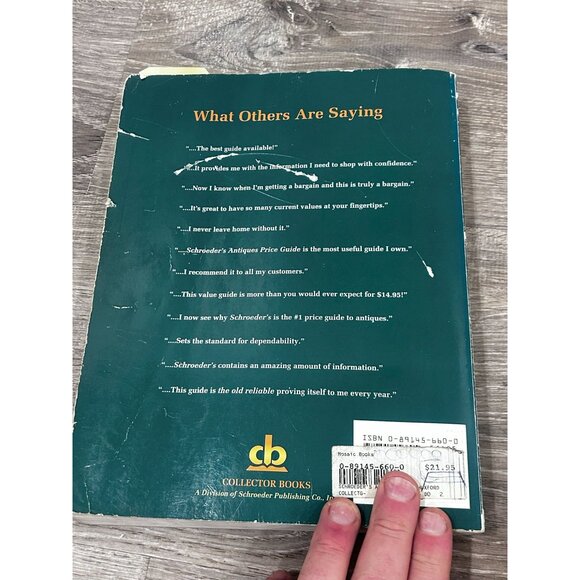 What Others Are Saying
"....The best guide available!"
"....It provides me with the information I need to shop with confidence."
"....Now I know when I'm getting a bargain and this is truly a bargain."
"....It's great to have so many current values at your fingertips."
"....I never leave home without it."
"....Schroeder's Antiques Price Guide is the most useful guide I own."
"....I recommend it to all my customers."
"....This value guide is more than you would ever expect for $14.95!"
"....I now see why Schroeder's is the #1 price guide to antiques."
"....Sets the standard for dependability."
"....Schroeder's contains an amazing amount of information."
"....This guide is the old reliable proving itself to me every year."
cb
COLLECTOR BOOKS
A Division of Schroeder Publishing Co.,
ISBN 0-89145-660-0
Mosaic Books
0-89145-660-0 $21.95
SCHROEDER'S A
COLLECTO- BO 2